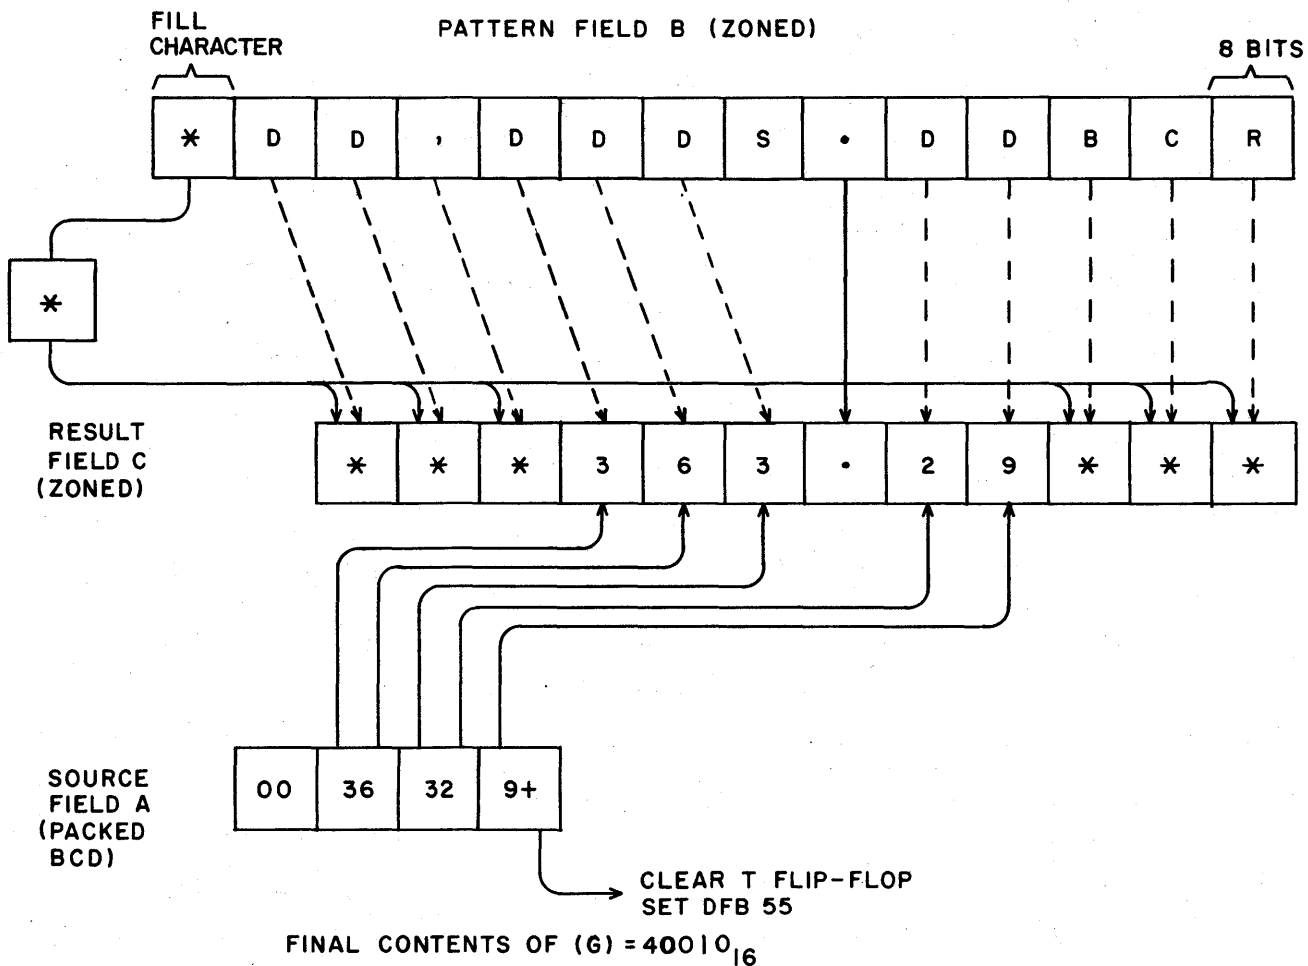 FILL
CHARACTER
PATTERN FIELD B (ZONED)
8 BITS
* D D , D D D S . D D B C R
*
RESULT
FIELD C
(ZONED)
* * * 3 6 3 . 2 9 * * *
SOURCE
FIELD A
(PACKED
BCD)
00 36 32 9+
CLEAR T FLIP-FLOP
SET DFB 55
FINAL CONTENTS OF (G) = 40010₁₆